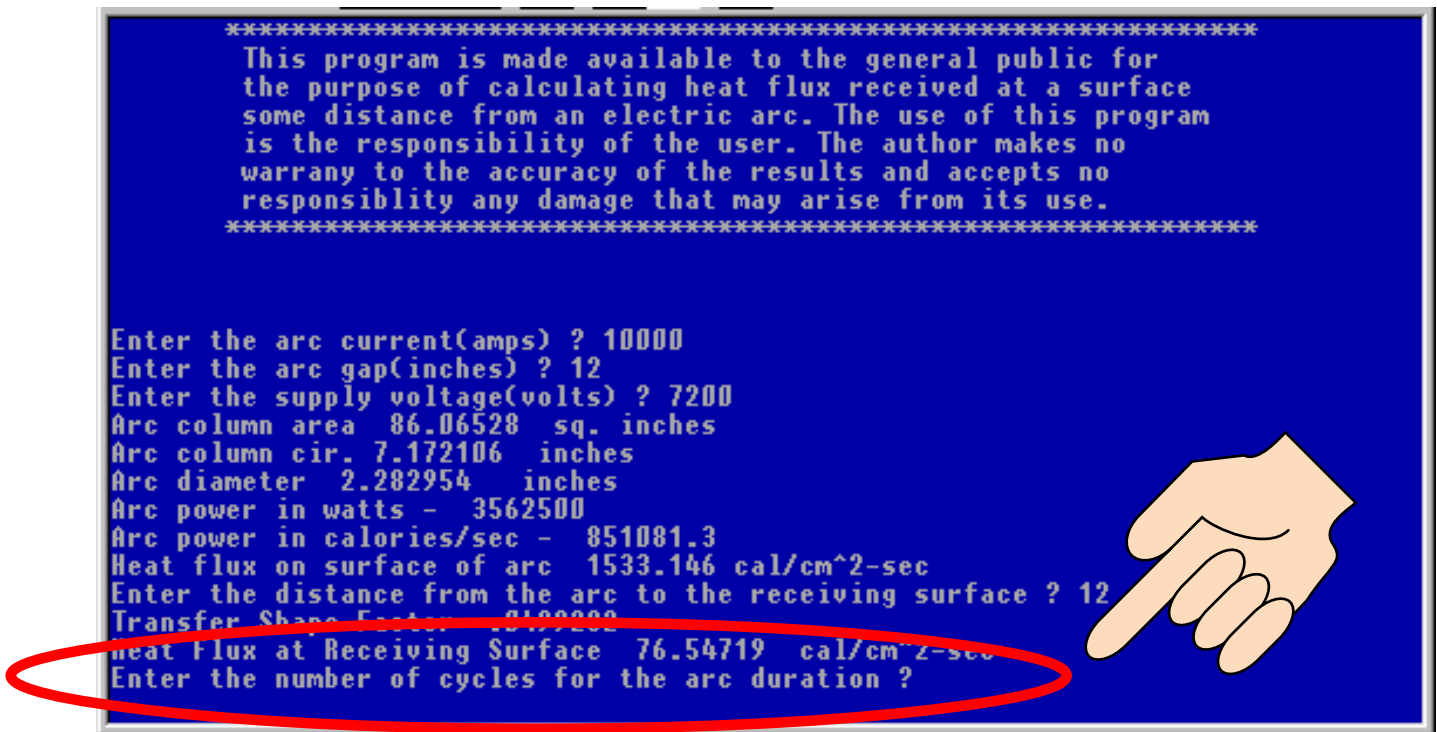 ****************************************************************
This program is made available to the general public for
the purpose of calculating heat flux received at a surface
some distance from an electric arc. The use of this program
is the responsibility of the user. The author makes no
warrany to the accuracy of the results and accepts no
responsiblity any damage that may arise from its use.
****************************************************************
Enter the arc current(amps) ? 10000
Enter the arc gap(inches) ? 12
Enter the supply voltage(volts) ? 7200
Arc column area 86.06528 sq. inches
Arc column cir. 7.172106 inches
Arc diameter 2.282954 inches
Arc power in watts - 3562500
Arc power in calories/sec - 851081.3
Heat flux on surface of arc 1533.146 cal/cm^2-sec
Enter the distance from the arc to the receiving surface ? 12
Transfer Shape Factor
Heat Flux at Receiving Surface 76.54719 cal/cm^2-sec
Enter the number of cycles for the arc duration ?